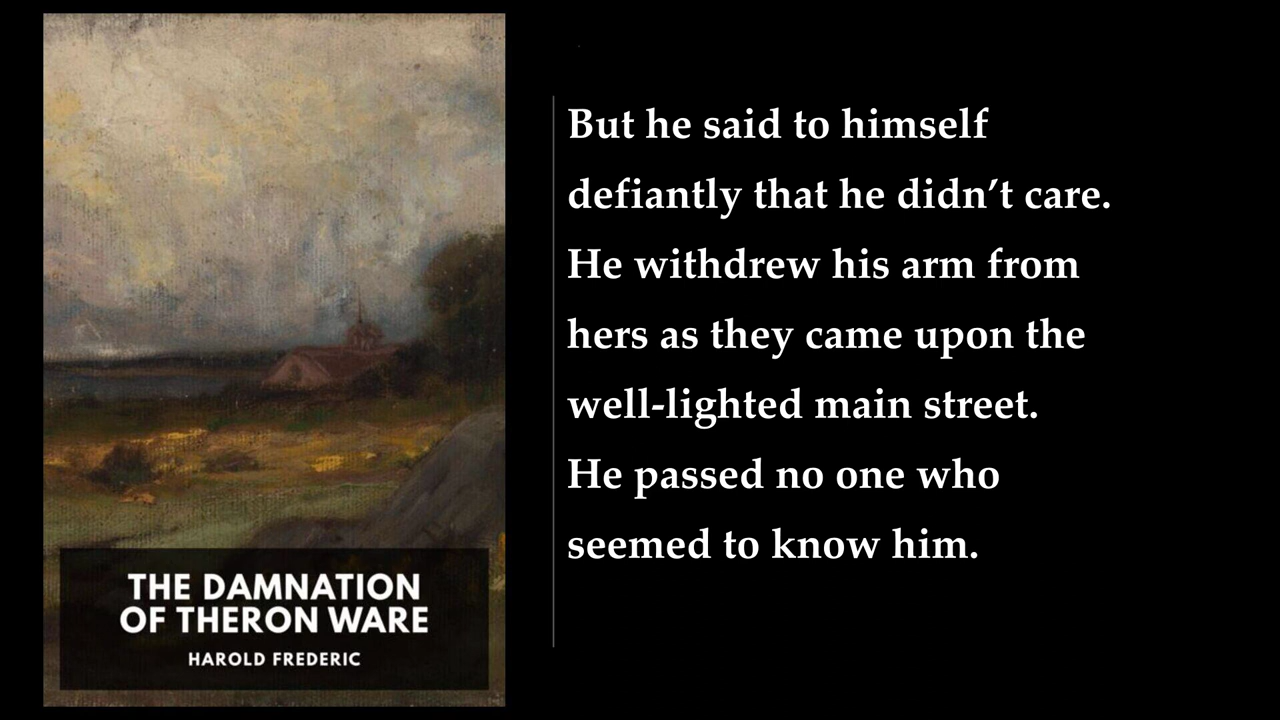 THE DAMNATION
OF THERON WARE
HAROLD FREDERIC
But he said to himself
defiantly that he didn’t care.
He withdrew his arm from
hers as they came upon the
well-lighted main street.
He passed no one who
seemed to know him.